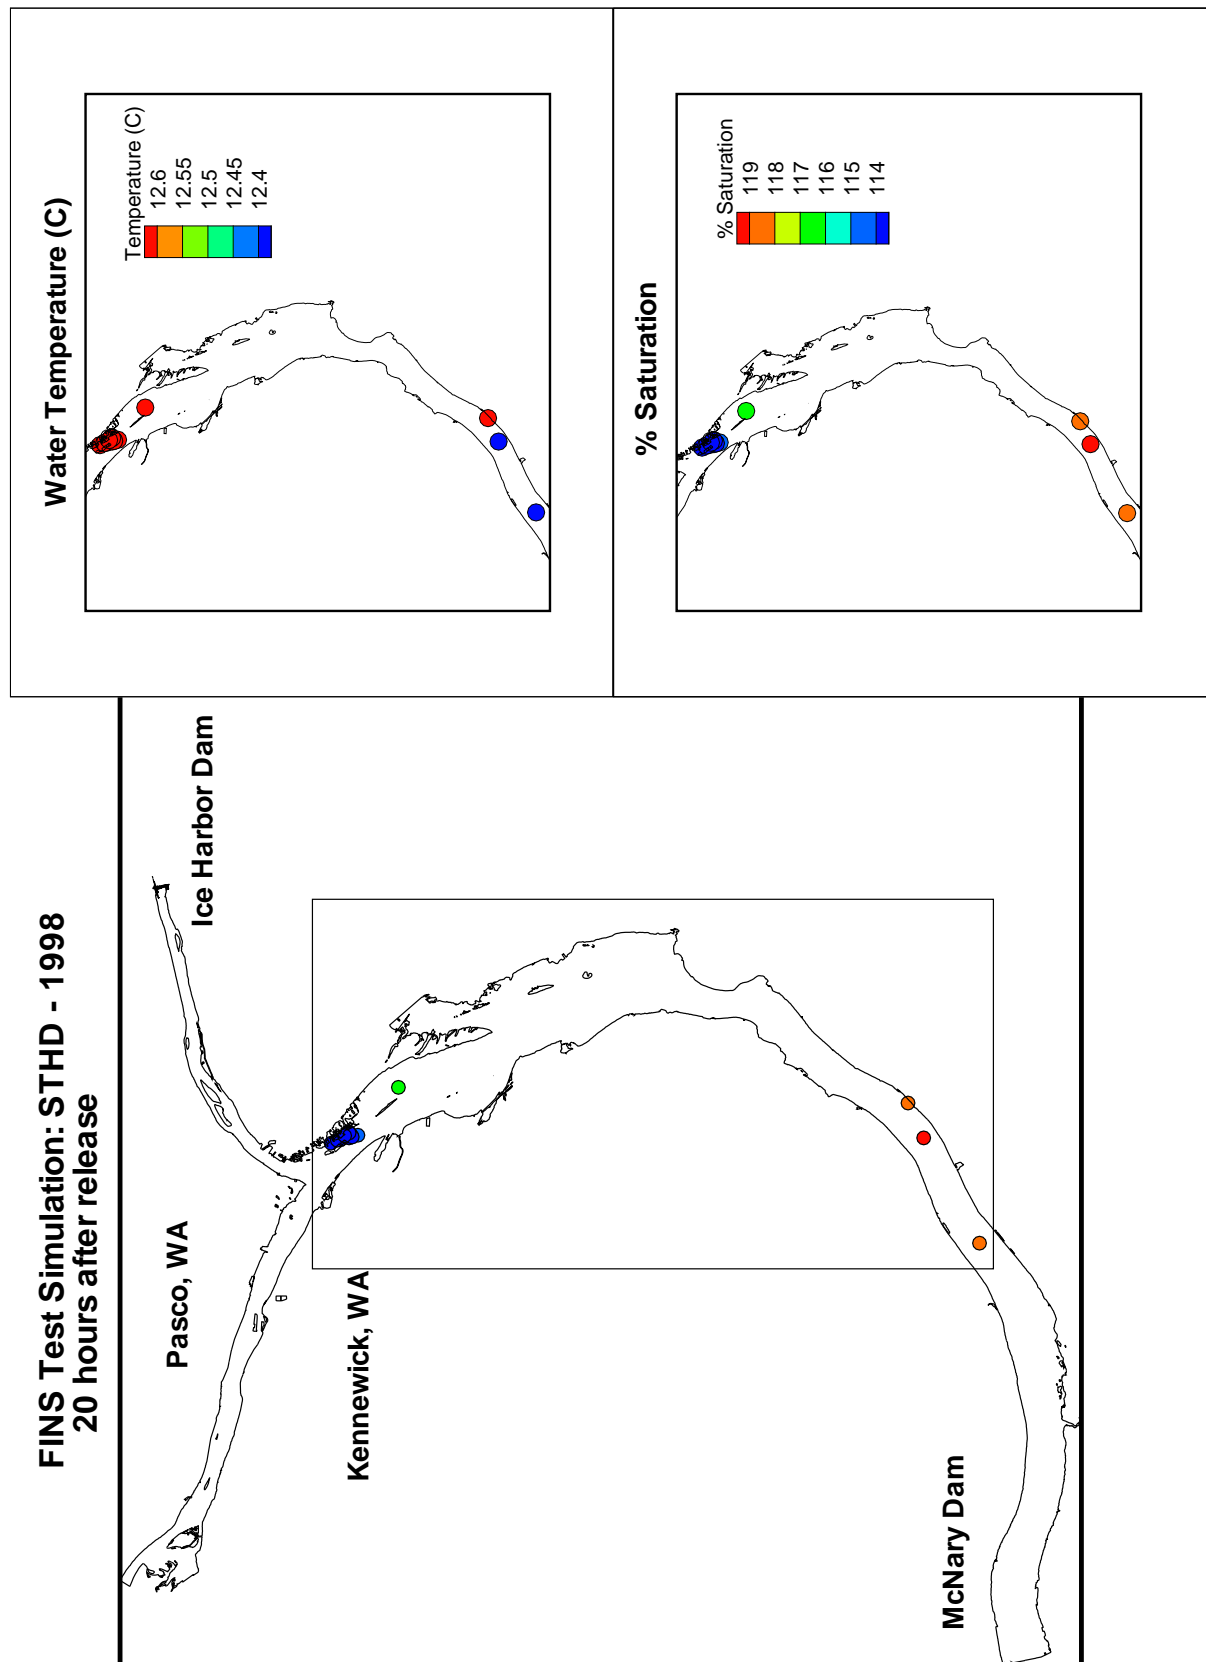 FINS Test Simulation: STHD - 1998
20 hours after release
Pasco, WA
Ice Harbor Dam
Kennewick, WA
McNary Dam
Water Temperature (C)
Temperature (C)
12.6
12.55
12.5
12.45
12.4
% Saturation
% Saturation
119
118
117
116
115
114